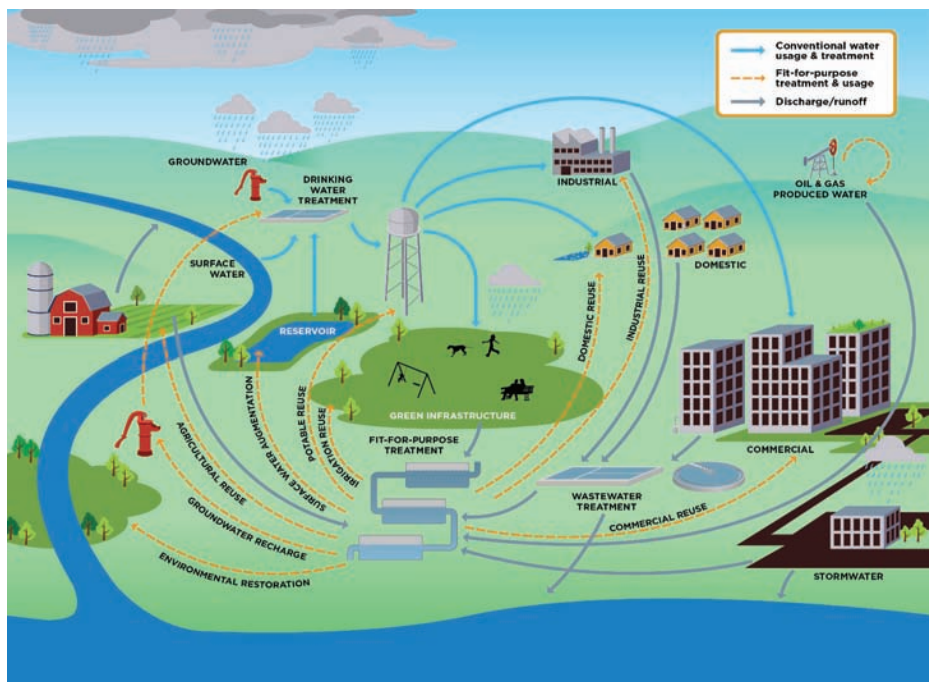 Conventional water
usage & treatment
Fit-for-purpose
treatment & usage
Discharge/runoff
GROUNDWATER
DRINKING
WATER
TREATMENT
INDUSTRIAL
OIL & GAS
PRODUCED WATER
SURFACE
WATER
DOMESTIC
RESERVOIR
DOMESTIC REUSE
INDUSTRIAL REUSE
GREEN INFRASTRUCTURE
POTABLE REUSE
IRRIGATION REUSE
SURFACE WATER AUGMENTATION
AGRICULTURAL REUSE
FIT-FOR-PURPOSE
TREATMENT
COMMERCIAL
WASTEWATER
TREATMENT
COMMERCIAL REUSE
GROUNDWATER RECHARGE
ENVIRONMENTAL RESTORATION
STORMWATER